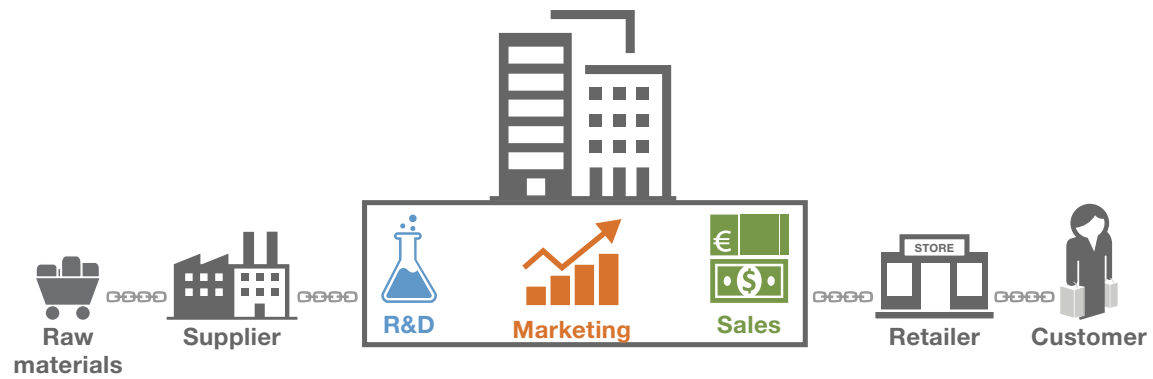 €
$
STORE
R&D
Marketing
Sales
Raw
materials
Supplier
Retailer
Customer